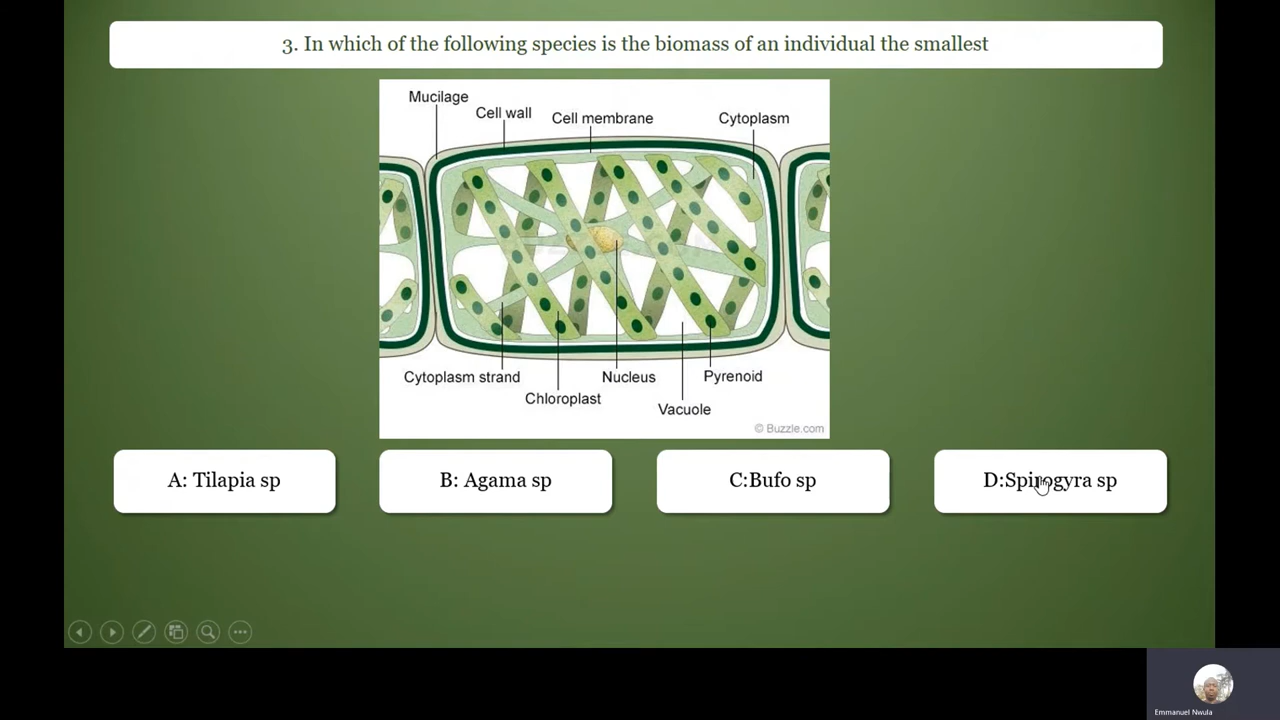 3. In which of the following species is the biomass of an individual the smallest
Mucilage
Cell wall
Cell membrane
Cytoplasm
Cytoplasm strand
Chloroplast
Nucleus
Vacuole
Pyrenoid
© Buzzle.com
A: Tilapia sp
B: Agama sp
C:Bufo sp
D:Spirogyra sp
Emmanuel Nwula